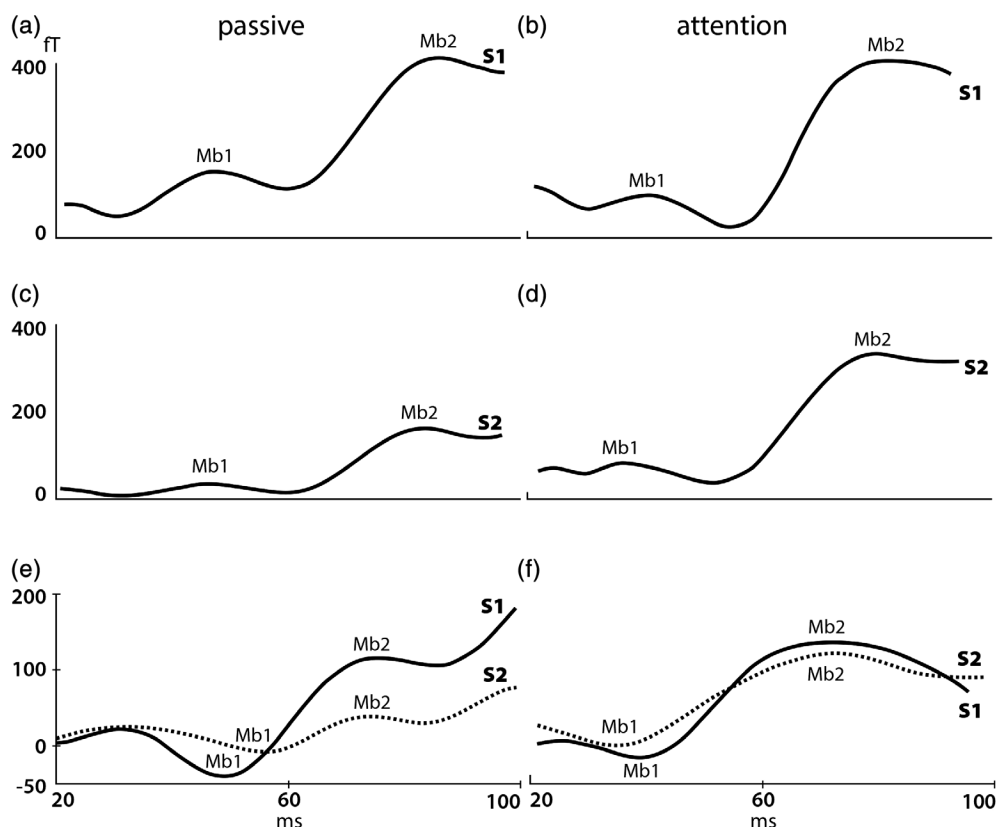 (a) passive (b) attention
fT
400
200
0
Mb1
Mb2
S1
Mb1
Mb2
S1
(c) (d)
400
200
0
Mb1
Mb2
S2
Mb1
Mb2
S2
(e) (f)
200
100
0
-50
Mb1
Mb1
Mb2
Mb2
S1
S2
Mb1
Mb1
Mb2
Mb2
S2
S1
20 60 100 20 60 100
ms ms